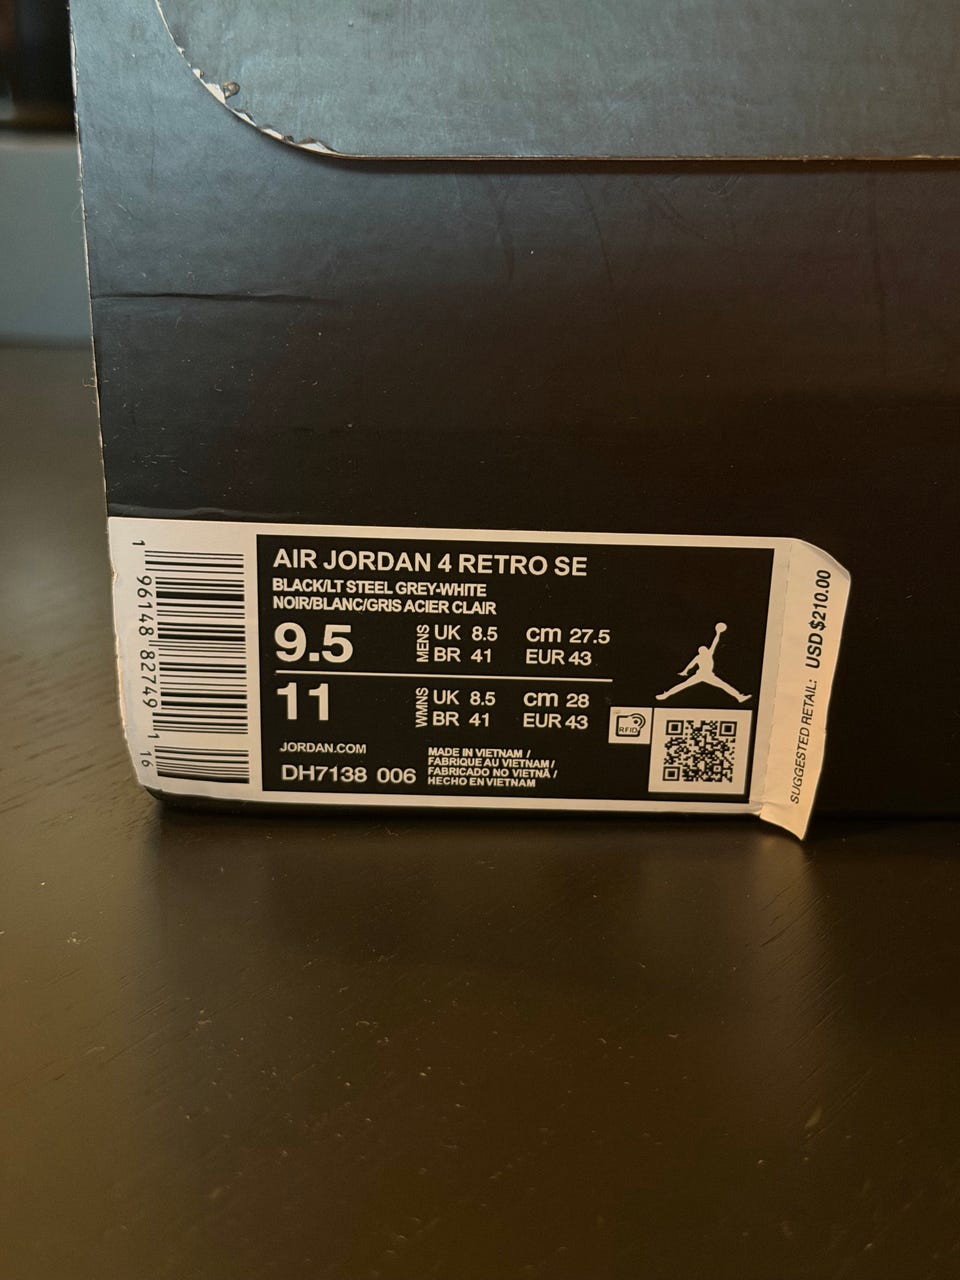 1 96148 82749 1 16
AIR JORDAN 4 RETRO SE
BLACK/LT STEEL GREY-WHITE
NOIR/BLANC/GRIS ACIER CLAIR
9.5 MENS UK 8.5 cm 27.5
BR 41 EUR 43
11 WMNS UK 8.5 cm 28
BR 41 EUR 43
RFID
JORDAN.COM
DH7138 006
MADE IN VIETNAM /
FABRIQUE AU VIETNAM /
FABRICADO NO VIETNÃ /
HECHO EN VIETNAM
SUGGESTED RETAIL: USD $210.00